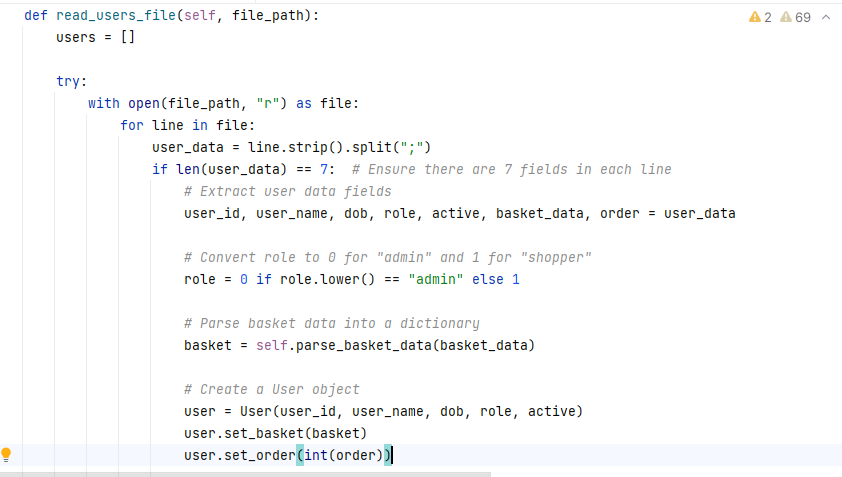 def read_users_file(self, file_path):
    users = []

    try:
        with open(file_path, "r") as file:
            for line in file:
                user_data = line.strip().split(";")
                if len(user_data) == 7:  # Ensure there are 7 fields in each line
                    # Extract user data fields
                    user_id, user_name, dob, role, active, basket_data, order = user_data

                    # Convert role to 0 for "admin" and 1 for "shopper"
                    role = 0 if role.lower() == "admin" else 1

                    # Parse basket data into a dictionary
                    basket = self.parse_basket_data(basket_data)

                    # Create a User object
                    user = User(user_id, user_name, dob, role, active)
                    user.set_basket(basket)
                    user.set_order(int(order))
2 69